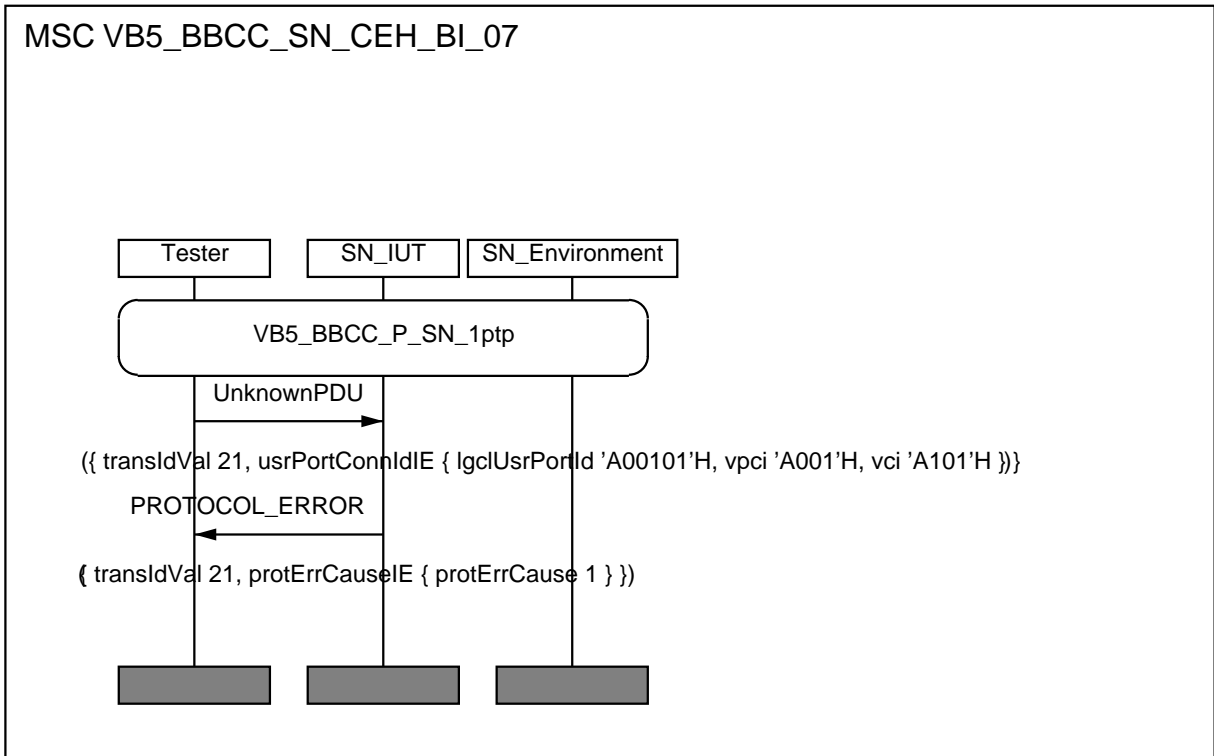 MSC VB5_BBCC_SN_CEH_BI_07
Tester SN_IUT SN_Environment
VB5_BBCC_P_SN_1ptp
UnknownPDU
({ transIdVal 21, usrPortConnIdIE { lgclUsrPortId ’A00101’H, vpci ’A001’H, vci ’A101’H })}
PROTOCOL_ERROR
({ transIdVal 21, protErrCauseIE { protErrCause 1 } })